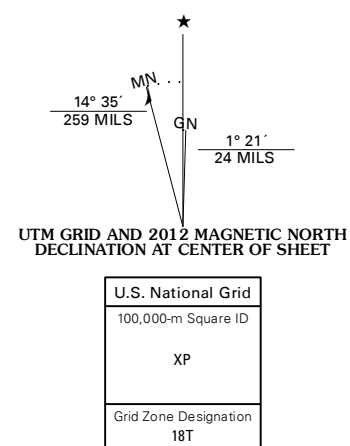 ★
MN
14° 35´
259 MILS
GN
1° 21´
24 MILS
UTM GRID AND 2012 MAGNETIC NORTH
DECLINATION AT CENTER OF SHEET
U.S. National Grid
100,000-m Square ID
XP
Grid Zone Designation
18T